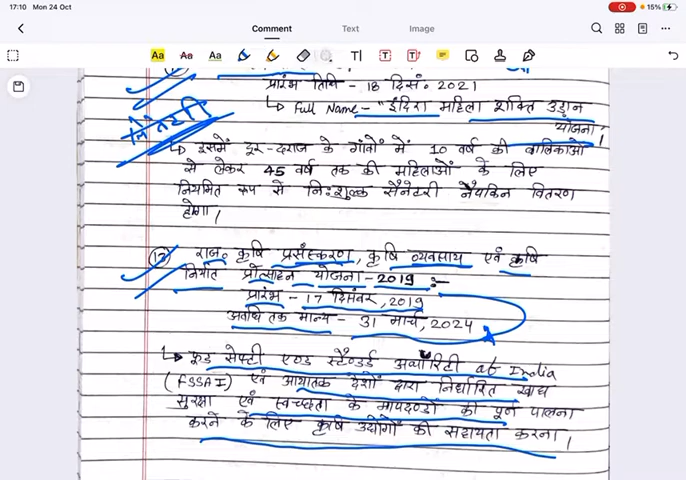 17:10 Mon 24 Oct
15%
Comment
Text
Image
प्रारंभ तिथि - 18 दिसं. 2021
↳ Full Name - "इंदिरा महिला शक्ति उड़ान
योजना,
↳ इसमें दूर-दराज के गांवों में 10 वर्ष की बालिकाओं
से लेकर 45 वर्ष तक की महिलाओं के लिए
नियमित रूप से निःशुल्क सैनेटरी नैपकिन वितरण
होगा,
(12) राज. कृषि प्रसंस्करण, कृषि व्यवसाय एवं कृषि
निर्यात प्रोत्साहन योजना - 2019 :-
प्रारंभ - 17 दिसंबर, 2019
अवधि तक मान्य - 31 मार्च, 2024
↳ फूड सेफ्टी एण्ड स्टैण्डर्ड अथॉरिटी of India
(FSSAI) एवं आयातक देशों द्वारा निर्धारित खाद्य
सुरक्षा एवं स्वच्छता के मापदण्डों की पूर्ण पालना
करने के लिए कृषि उद्योगों की सहायता करना,